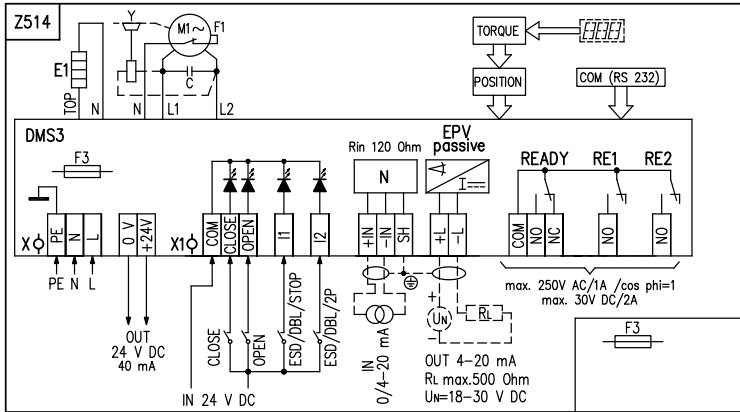 Z514
Y
M1~
F1
E1
C
TOP
N
N
L1
L2
TORQUE
POSITION
COM (RS 232)
DMS3
F3
Rin 120 Ohm
N
EPV
passive
I
READY
RE1
RE2
X
PE
N
L
0 V
+24V
X1
COM
CLOSE
OPEN
I1
I2
+IN
-IN
SH
+L
-L
COM
NO
NC
NO
NO
PE N L
OUT
24 V DC
40 mA
CLOSE
OPEN
ESD/DBL/STOP
ESD/DBL/2P
IN 24 V DC
IN
0/4-20 mA
+
UN
-
RL
OUT 4-20 mA
RL max.500 Ohm
UN=18-30 V DC
max. 250V AC/1A /cos phi=1
max. 30V DC/2A
F3